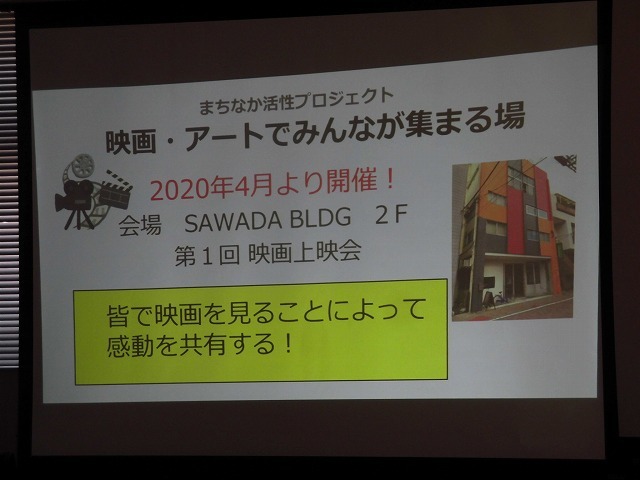 まちなか活性プロジェクト
映画・アートでみんなが集まる場
2020年4月より開催！
会場　SAWADA BLDG　２F
第１回 映画上映会
皆で映画を見ることによって
感動を共有する！